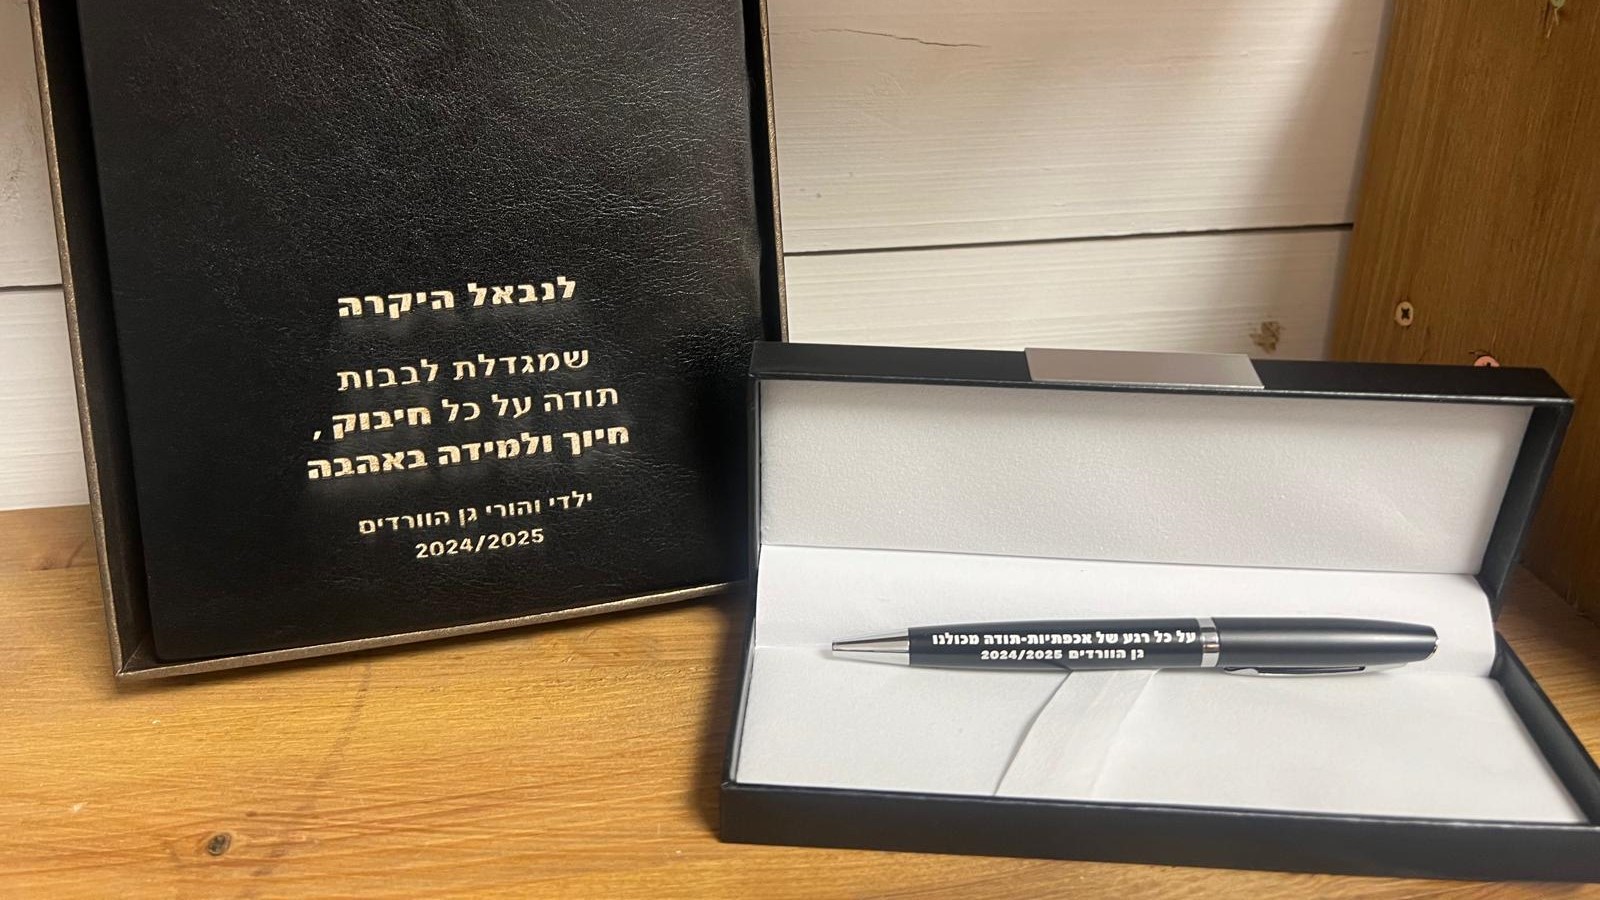 לנבאל היקרה
שמגדלת לבבות
תודה על כל חיבוק,
חיוך ולמידה באהבה
ילדי והורי גן הוורדים
2024/2025
על כל רגע של אכפתיות-תודה מכולנו
גן הוורדים 2024/2025